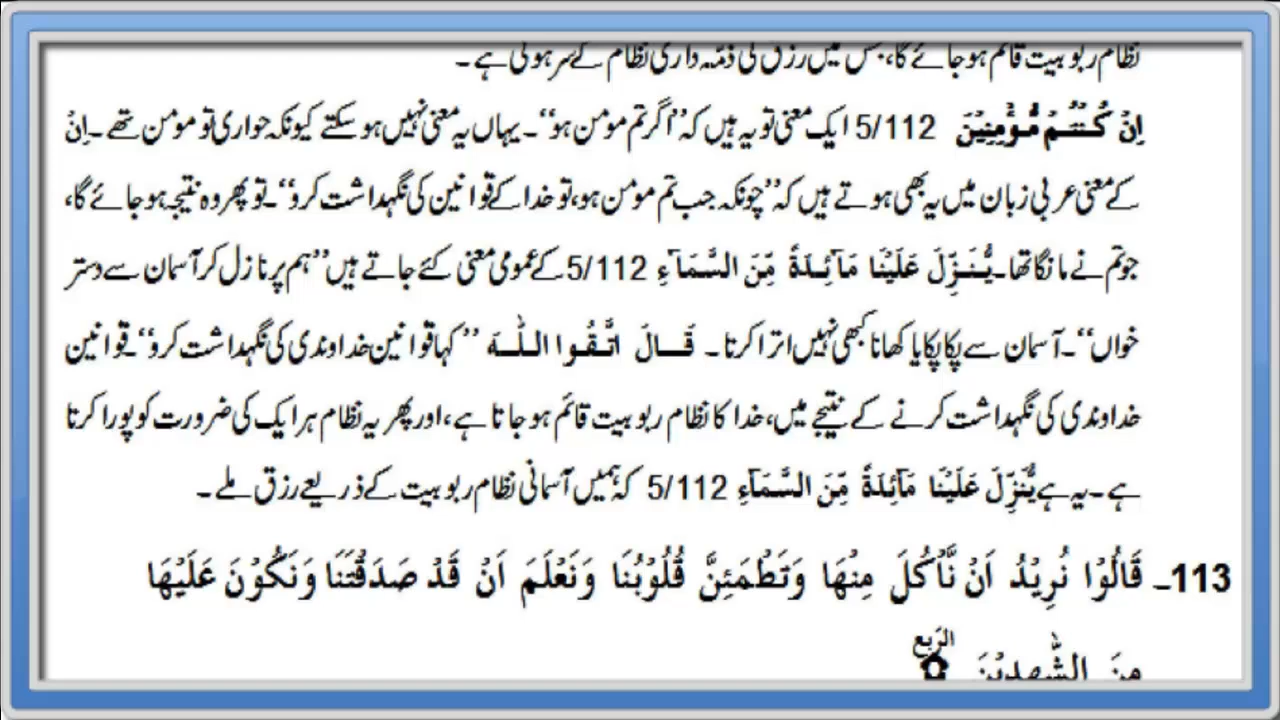 نظام ربوبیت قائم ہو جائے گا، جس میں رزق کی ذمّہ داری نظام کے سر ہوتی ہے۔
اِنْ كُنْتُمْ مُّؤْمِنِيْنَ 5/112 ایک معنی تو یہ ہیں کہ ”اگر تم مومن ہو“۔ یہاں یہ معنی نہیں ہو سکتے کیونکہ حواری تو مومن تھے۔ اِنْ
کے معنی عربی زبان میں یہ بھی ہوتے ہیں کہ ”چونکہ جب تم مومن ہو، تو خدا کے قوانین کی نگہداشت کرو“۔ تو پھر وہ نتیجہ ہو جائے گا،
جو تم نے مانگا تھا۔ يُّنَزِّلَ عَلَيْنَا مَآئِدَةً مِّنَ السَّمَآءِ 5/112 کے عمومی معنی کئے جاتے ہیں ”ہم پر نازل کر آسمان سے دستر
خواں“۔ آسمان سے پکا پکایا کھانا کبھی نہیں اترا کرتا۔ قَالَ اتَّقُوا اللّٰهَ ”کہا قوانین خداوندی کی نگہداشت کرو“۔ قوانین
خداوندی کی نگہداشت کرنے کے نتیجے میں، خدا کا نظام ربوبیت قائم ہو جاتا ہے، اور پھر یہ نظام ہر ایک کی ضرورت کو پورا کرتا
ہے۔ یہ ہے يُّنَزِّلَ عَلَيْنَا مَآئِدَةً مِّنَ السَّمَآءِ 5/112 کہ ہمیں آسمانی نظام ربوبیت کے ذریعے رزق ملے۔
113۔ قَالُوْا نُرِيْدُ اَنْ نَّاْكُلَ مِنْهَا وَتَطْمَئِنَّ قُلُوْبُنَا وَنَعْلَمَ اَنْ قَدْ صَدَقْتَنَا وَنَكُوْنَ عَلَيْهَا
مِنَ الشّٰهِدِيْنَ الربع